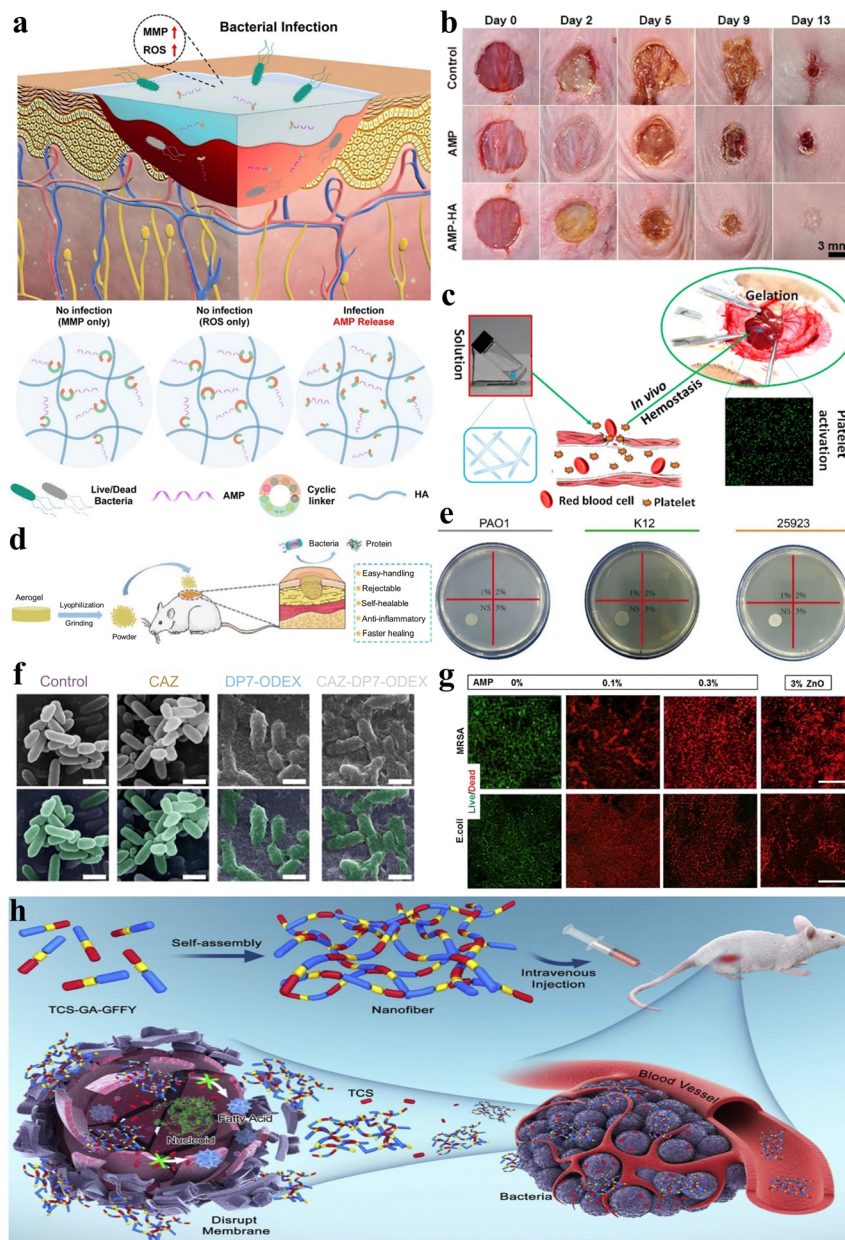 a
Bacterial Infection
MMP ↑
ROS ↑
No infection
(MMP only)
No infection
(ROS only)
Infection
AMP Release
Live/Dead
Bacteria
AMP
Cyclic
linker
HA
b
Day 0 Day 2 Day 5 Day 9 Day 13
Control
AMP
AMP-HA
3 mm
c
Solution
Gelation
In vivo
Hemostasis
Platelet
activation
Red blood cell
Platelet
d
Aerogel
Lyophilization
Grinding
Powder
Bacteria
Protein
Easy-handling
Rejectable
Self-healable
Anti-inflammatory
Faster healing
e
PAO1 K12 25923
1% 2%
NS 3%
1% 2%
NS 3%
1% 2%
NS 3%
f
Control CAZ DP7-ODEX CAZ-DP7-ODEX
g
AMP 0% 0.1% 0.3% 3% ZnO
MRSA
Live/Dead
E.coli
h
TCS-GA-GFFY
Self-assembly
Nanofiber
Intravenous
Injection
Fatty Acid
Nucleoid
Disrupt
Membrane
TCS
Blood Vessel
Bacteria